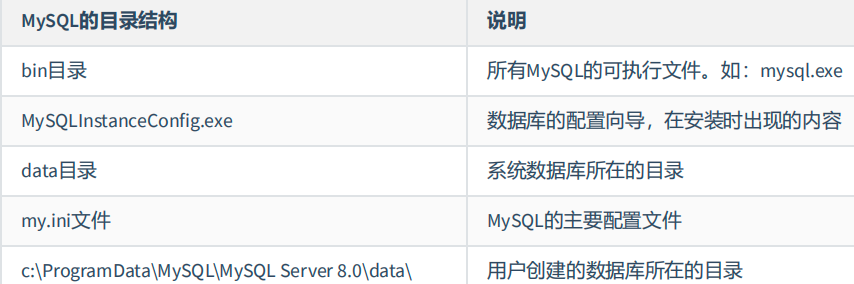 MySQL的目录结构 说明
bin目录 所有MySQL的可执行文件。如：mysql.exe
MySQLInstanceConfig.exe 数据库的配置向导，在安装时出现的内容
data目录 系统数据库所在的目录
my.ini文件 MySQL的主要配置文件
c:\ProgramData\MySQL\MySQL Server 8.0\data\ 用户创建的数据库所在的目录